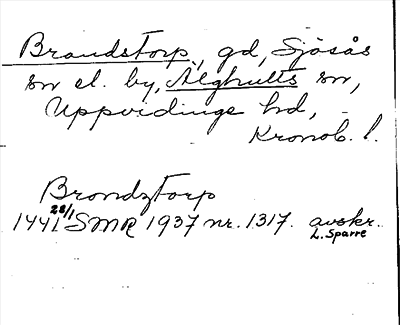 Brandstorp, gd, Sjösås
sn el. by, Älghults sn,
Uppvidinge hd,
Kronob. l.
Brondztorp
1441 28/1 SMR 1937 nr. 1317. avskr.
L. Sparre